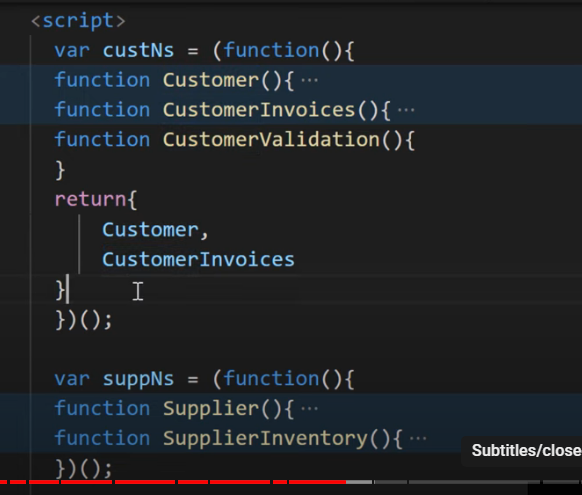 <script>
var custNs = (function(){
function Customer(){ ···
function CustomerInvoices(){ ···
function CustomerValidation(){
}
return{
Customer,
CustomerInvoices
}
})();
var suppNs = (function(){
function Supplier(){ ···
function SupplierInventory(){ ···
})();
Subtitles/close